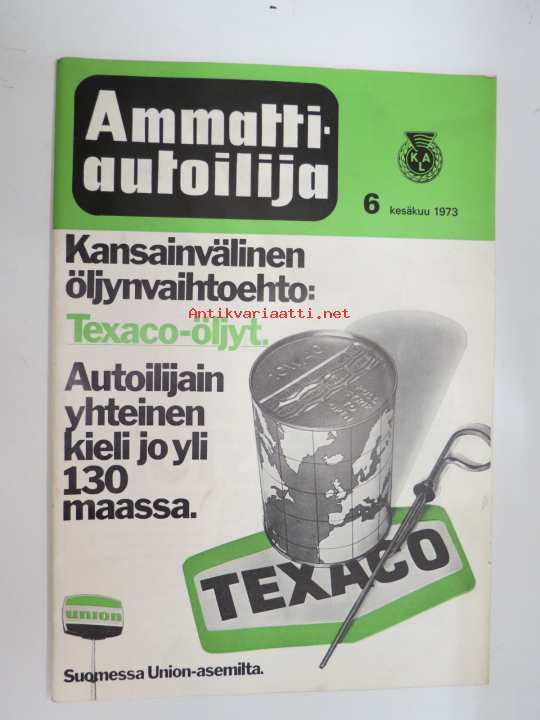 Ammatti-
autoilija
KAL
6 kesäkuu 1973
Kansainvälinen
öljynvaihtoehto:
Antikvariaatti.net
Texaco-öljyt.
Autoilijain
yhteinen
kieli jo yli
130
maassa.
TEXACO
union
Suomessa Union-asemilta.